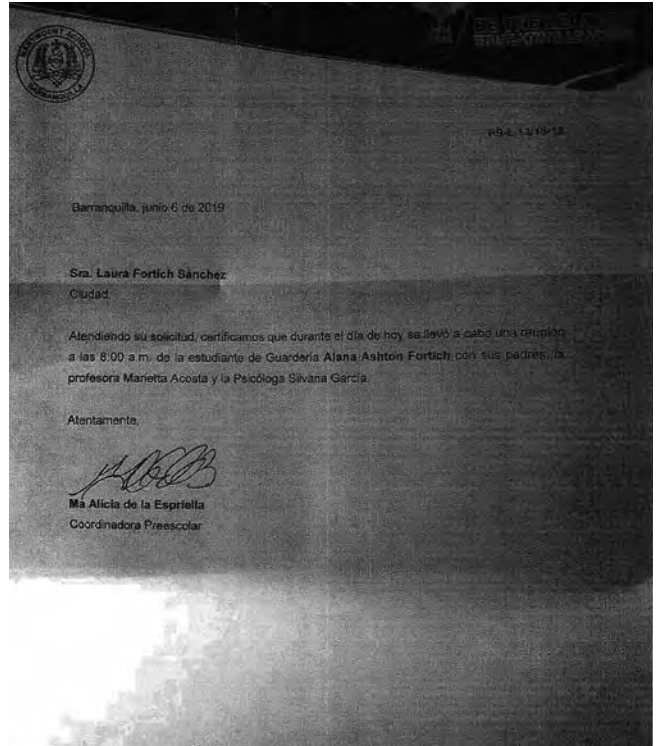 BARRANQUILLA
Barranquilla, junio 6 de 2019
Sra. Laura Fortich Sánchez
Ciudad.
Atendiendo su solicitud, certificamos que durante el día de hoy se llevó a cabo una reunión
a las 8:00 a.m. de la estudiante de Guardería Alana Ashton Fortich con sus padres, la
profesora Marietta Acosta y la Psicóloga Silvana García.
Atentamente,
Ma Alicia de la Espriella
Coordinadora Preescolar